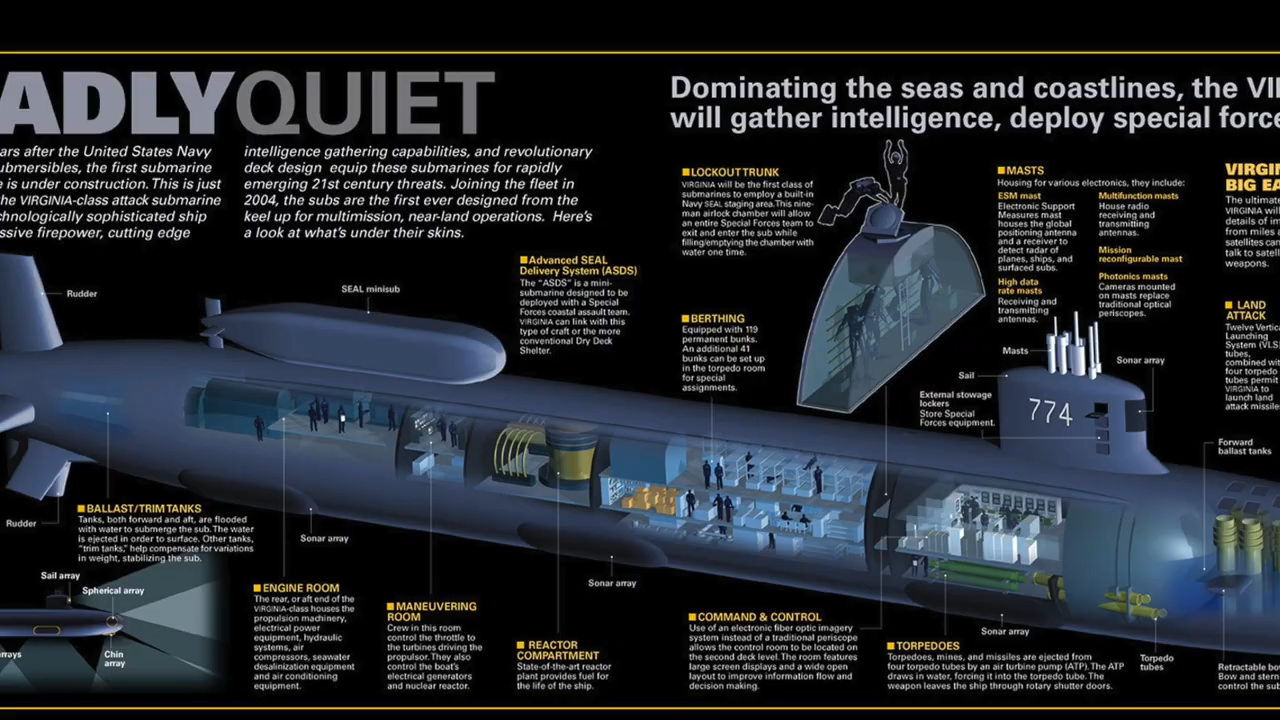 ADLYQUIET
ars after the United States Navy
ubmersibles, the first submarine
e is under construction. This is just
the VIRGINIA-class attack submarine
chnologically sophisticated ship
ssive firepower, cutting edge
intelligence gathering capabilities, and revolutionary
deck design equip these submarines for rapidly
emerging 21st century threats. Joining the fleet in
2004, the subs are the first ever designed from the
keel up for multimission, near-land operations. Here's
a look at what's under their skins.
Dominating the seas and coastlines, the VI
will gather intelligence, deploy special force
LOCKOUT TRUNK
VIRGINIA will be the first class of
submarines to employ a built-in
Navy SEAL staging area. This nine-
man airlock chamber will allow
an entire Special Forces team to
exit and enter the sub while
filling/emptying the chamber with
water one time.
MASTS
Housing for various electronics, they include:
ESM mast
Electronic Support
Measures mast
houses the global
positioning antenna
and a receiver to
detect radar of
planes, ships, and
surfaced subs.
High data
rate masts
Receiving and
transmitting
antennas.
Multifunction masts
House radio
receiving and
transmitting
antennas.
Mission
reconfigurable mast
Photonics masts
Cameras mounted
on masts replace
traditional optical
periscopes.
VIRGIN
BIG EA
The ultimate
VIRGINIA will
details of im
from miles a
satellites can
talk to satell
weapons.
LAND
ATTACK
Twelve Vertica
Launching
System (VLS
tubes,
combined wit
four torpedo
tubes permit
VIRGINIA to
launch land
attack missile
Advanced SEAL
Delivery System (ASDS)
The "ASDS" is a mini-
submarine designed to be
deployed with a Special
Forces coastal assault team.
VIRGINIA can link with this
type of craft or the more
conventional Dry Deck
Shelter.
BERTHING
Equipped with 119
permanent bunks.
An additional 41
bunks can be set up
in the torpedo room
for special
assignments.
Rudder
SEAL minisub
Masts
Sonar array
Sail
External stowage
lockers
Store Special
Forces equipment.
774
Forward
ballast tanks
Rudder
BALLAST/TRIM TANKS
Tanks, both forward and aft, are flooded
with water to submerge the sub. The water
is ejected in order to surface. Other tanks,
"trim tanks," help compensate for variations
in weight, stabilizing the sub.
Sonar array
Sonar array
Sail array
Spherical array
rrays
Chin
array
ENGINE ROOM
The rear, or aft end of the
VIRGINIA-class houses the
propulsion machinery,
electrical power
equipment, hydraulic
systems, air
compressors, seawater
desalinization equipment
and air conditioning
equipment.
MANEUVERING
ROOM
Crew in this room
control the throttle to
the turbines driving the
propulsor. They also
control the boat's
electrical generators
and nuclear reactor.
REACTOR
COMPARTMENT
State-of-the-art reactor
plant provides fuel for
the life of the ship.
COMMAND & CONTROL
Use of an electronic fiber optic imagery
system instead of a traditional periscope
allows the control room to be located on
the second deck level. The room features
large screen displays and a wide open
layout to improve information flow and
decision making.
Sonar array
TORPEDOES
Torpedoes, mines, and missiles are ejected from
four torpedo tubes by an air turbine pump (ATP). The ATP
draws in water, forcing it into the torpedo tube. The
weapon leaves the ship through rotary shutter doors.
Torpedo
tubes
Retractable bow
Bow and stern
control the sub